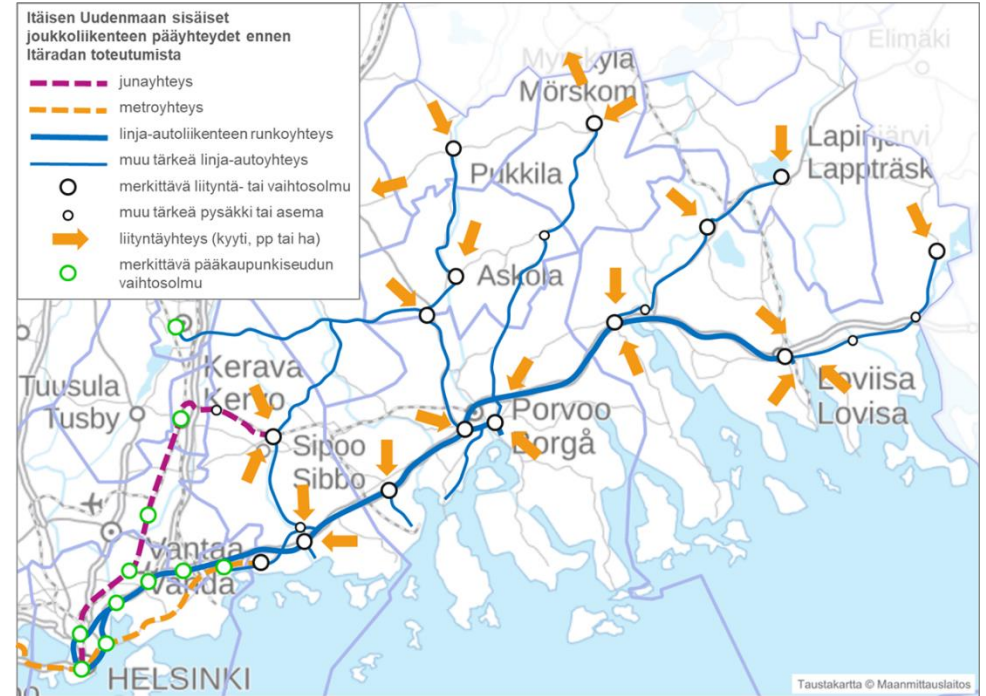 Itäisen Uudenmaan sisäiset
joukkoliikenteen pääyhteydet ennen
Itäradan toteutumista
junayhteys
metroyhteys
linja-autoliikenteen runkoyhteys
muu tärkeä linja-autoyhteys
merkittävä liityntä- tai vaihtosolmu
muu tärkeä pysäkki tai asema
liityntäyhteys (kyyti, pp tai ha)
merkittävä pääkaupunkiseudun
vaihtosolmu
Elimäki
Myrskylä
Mörskom
Lapinjärvi
Lappträsk
Pukkila
Askola
Kerava
Kervo
Tuusula
Tusby
Sipoo
Sibbo
Porvoo
Borgå
Loviisa
Lovisa
Vantaa
Vanda
HELSINKI
Taustakartta © Maanmittauslaitos